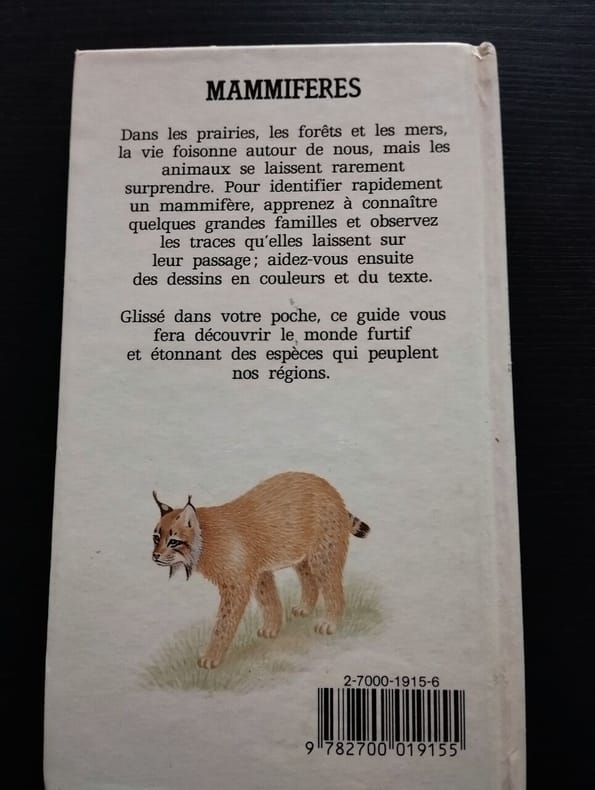 MAMMIFERES
Dans les prairies, les forêts et les mers,
la vie foisonne autour de nous, mais les
animaux se laissent rarement
surprendre. Pour identifier rapidement
un mammifère, apprenez à connaître
quelques grandes familles et observez
les traces qu'elles laissent sur
leur passage; aidez-vous ensuite
des dessins en couleurs et du texte.
Glissé dans votre poche, ce guide vous
fera découvrir le monde furtif
et étonnant des espèces qui peuplent
nos régions.
2-7000-1915-6
9 782700 019155